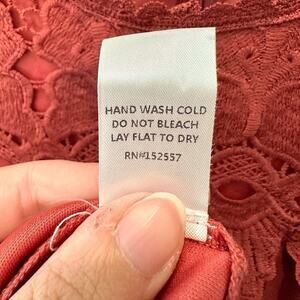 HAND WASH COLD
DO NOT BLEACH
LAY FLAT TO DRY
RN#152557